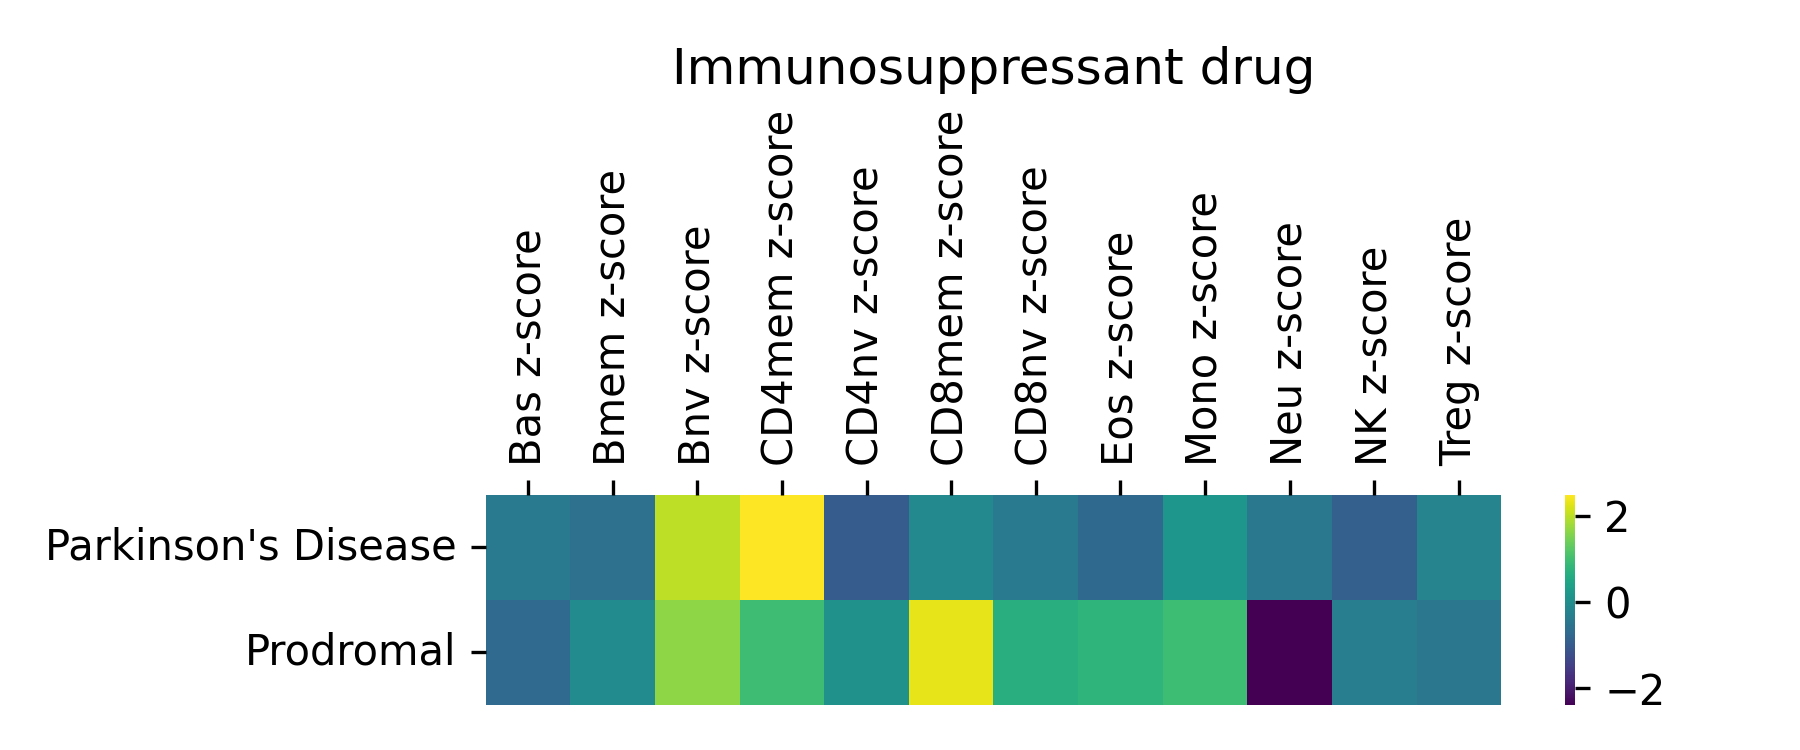 Immunosuppressant drug
Bas z-score
Bmem z-score
Bnv z-score
CD4mem z-score
CD4nv z-score
CD8mem z-score
CD8nv z-score
Eos z-score
Mono z-score
Neu z-score
NK z-score
Treg z-score
Parkinson's Disease
Prodromal
2
0
−2